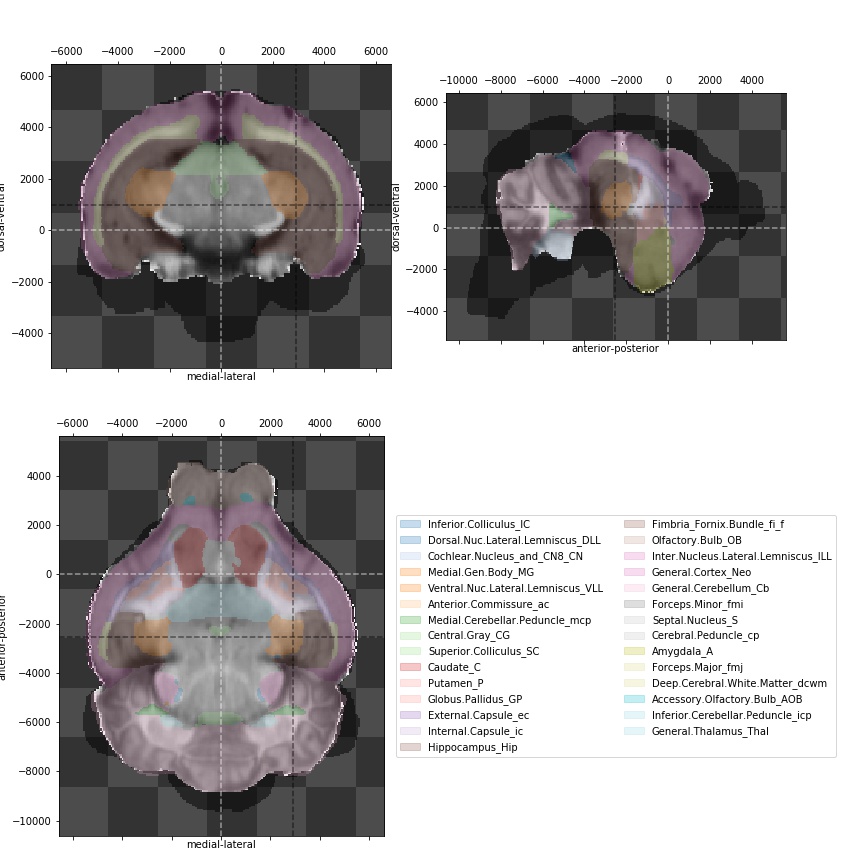 −6000 −4000 −2000 0 2000 4000 6000
6000
4000
2000
0
−2000
−4000
dorsal-ventral
medial-lateral
−10000 −8000 −6000 −4000 −2000 0 2000 4000
6000
4000
2000
0
−2000
−4000
dorsal-ventral
anterior-posterior
−6000 −4000 −2000 0 2000 4000 6000
4000
2000
0
−2000
−4000
−6000
−8000
−10000
anterior-posterior
medial-lateral
Inferior.Colliculus_IC
Dorsal.Nuc.Lateral.Lemniscus_DLL
Cochlear.Nucleus_and_CN8_CN
Medial.Gen.Body_MG
Ventral.Nuc.Lateral.Lemniscus_VLL
Anterior.Commissure_ac
Medial.Cerebellar.Peduncle_mcp
Central.Gray_CG
Superior.Colliculus_SC
Caudate_C
Putamen_P
Globus.Pallidus_GP
External.Capsule_ec
Internal.Capsule_ic
Hippocampus_Hip
Fimbria_Fornix.Bundle_fi_f
Olfactory.Bulb_OB
Inter.Nucleus.Lateral.Lemniscus_ILL
General.Cortex_Neo
General.Cerebellum_Cb
Forceps.Minor_fmi
Septal.Nucleus_S
Cerebral.Peduncle_cp
Amygdala_A
Forceps.Major_fmj
Deep.Cerebral.White.Matter_dcwm
Accessory.Olfactory.Bulb_AOB
Inferior.Cerebellar.Peduncle_icp
General.Thalamus_Thal